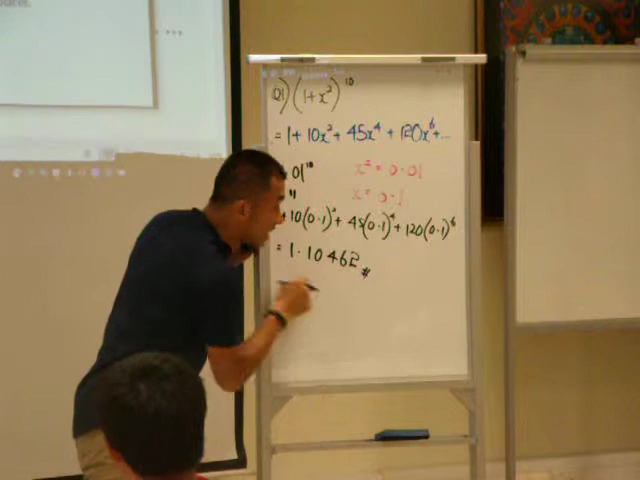 Q1) (1+x²)¹⁰
= 1 + 10x² + 45x⁴ + 120x⁶ + ...
01¹⁰ x² = 0.01
" x = 0.1
+ 10(0.1)² + 45(0.1)⁴ + 120(0.1)⁶
= 1.10462 #